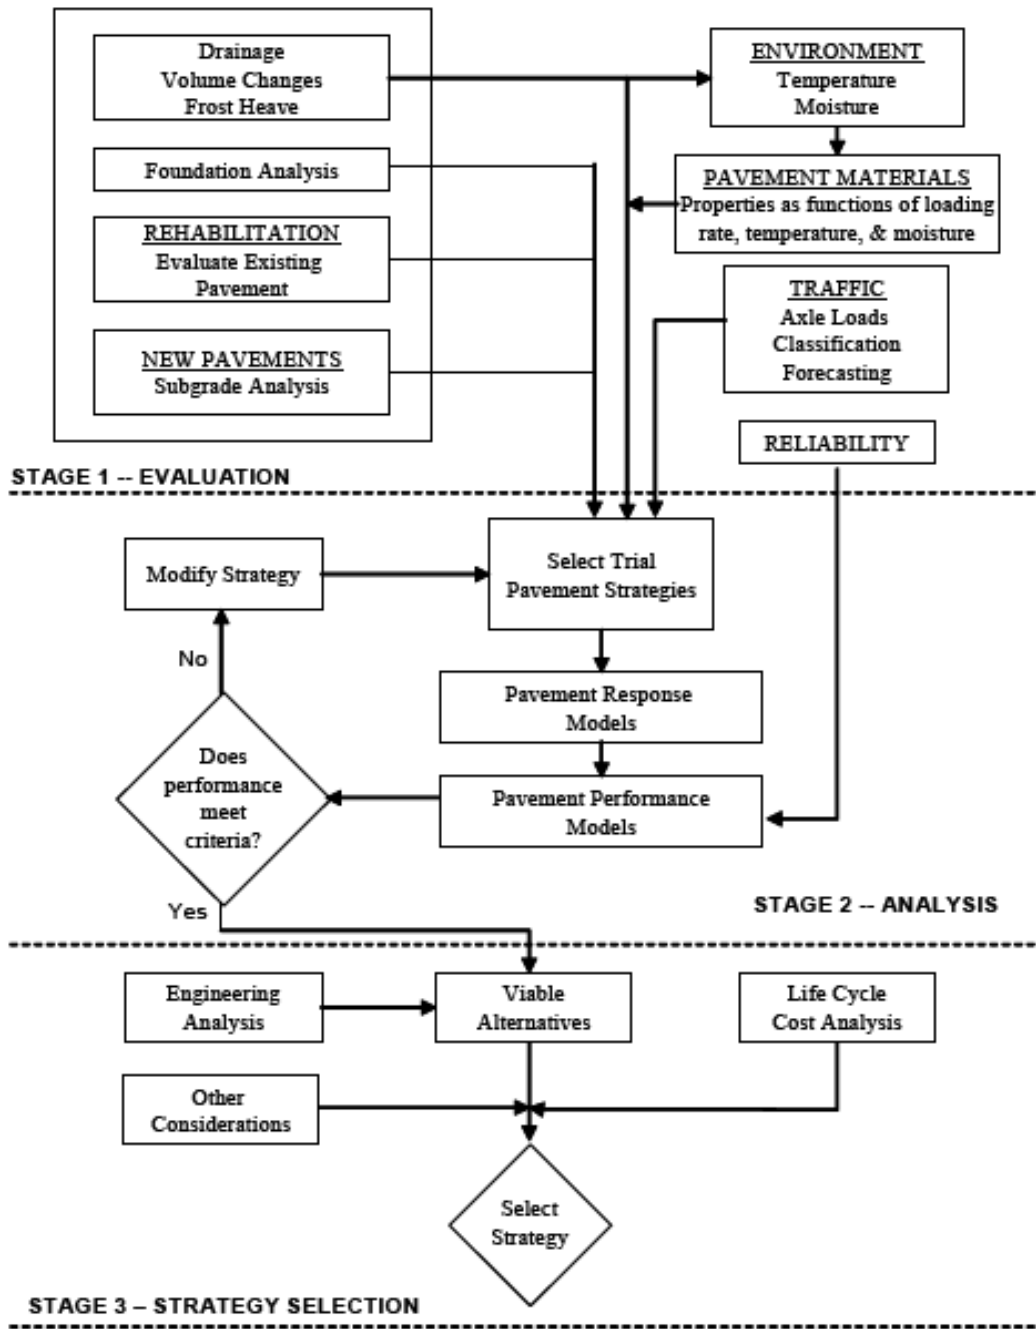 Drainage
Volume Changes
Frost Heave
ENVIRONMENT
Temperature
Moisture
Foundation Analysis
PAVEMENT MATERIALS
Properties as functions of loading
rate, temperature, & moisture
REHABILITATION
Evaluate Existing
Pavement
TRAFFIC
Axle Loads
Classification
Forecasting
NEW PAVEMENTS
Subgrade Analysis
RELIABILITY
STAGE 1 -- EVALUATION
Modify Strategy
Select Trial
Pavement Strategies
No
Pavement Response
Models
Does
performance
meet
criteria?
Pavement Performance
Models
Yes
STAGE 2 -- ANALYSIS
Engineering
Analysis
Viable
Alternatives
Life Cycle
Cost Analysis
Other
Considerations
Select
Strategy
STAGE 3 – STRATEGY SELECTION